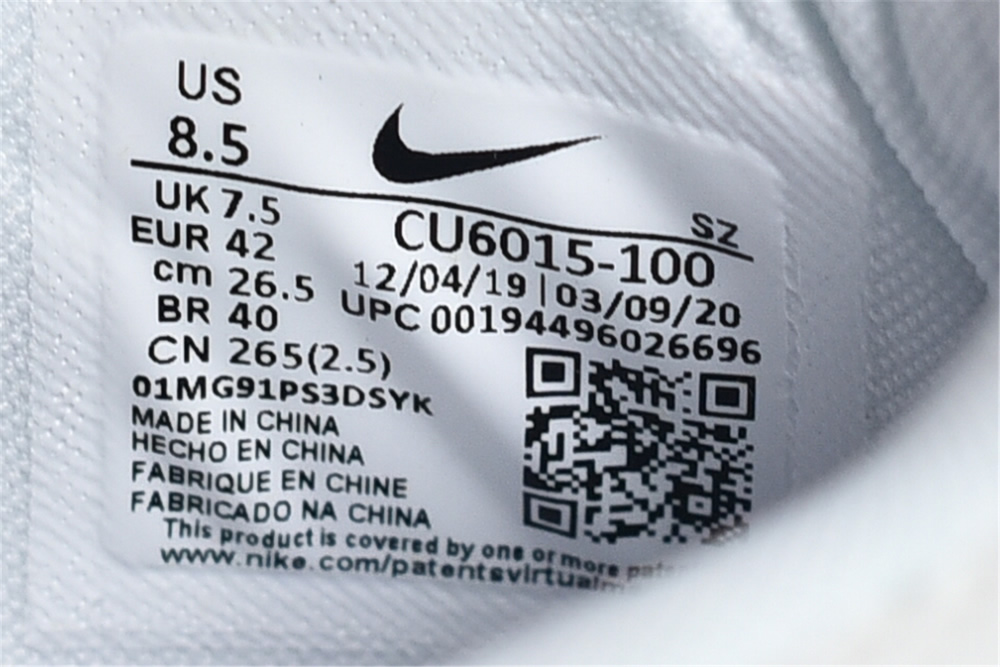 US
8.5
SZ
UK 7.5
CU6015-100
EUR 42
12/04/19 | 03/09/20
cm 26.5
UPC 00194496026696
BR 40
CN 265(2.5)
01MG91PS3DSYK
MADE IN CHINA
HECHO EN CHINA
FABRIQUE EN CHINE
FABRICADO NA CHINA
This product is covered by one or more
www.nike.com/patentsvirtual